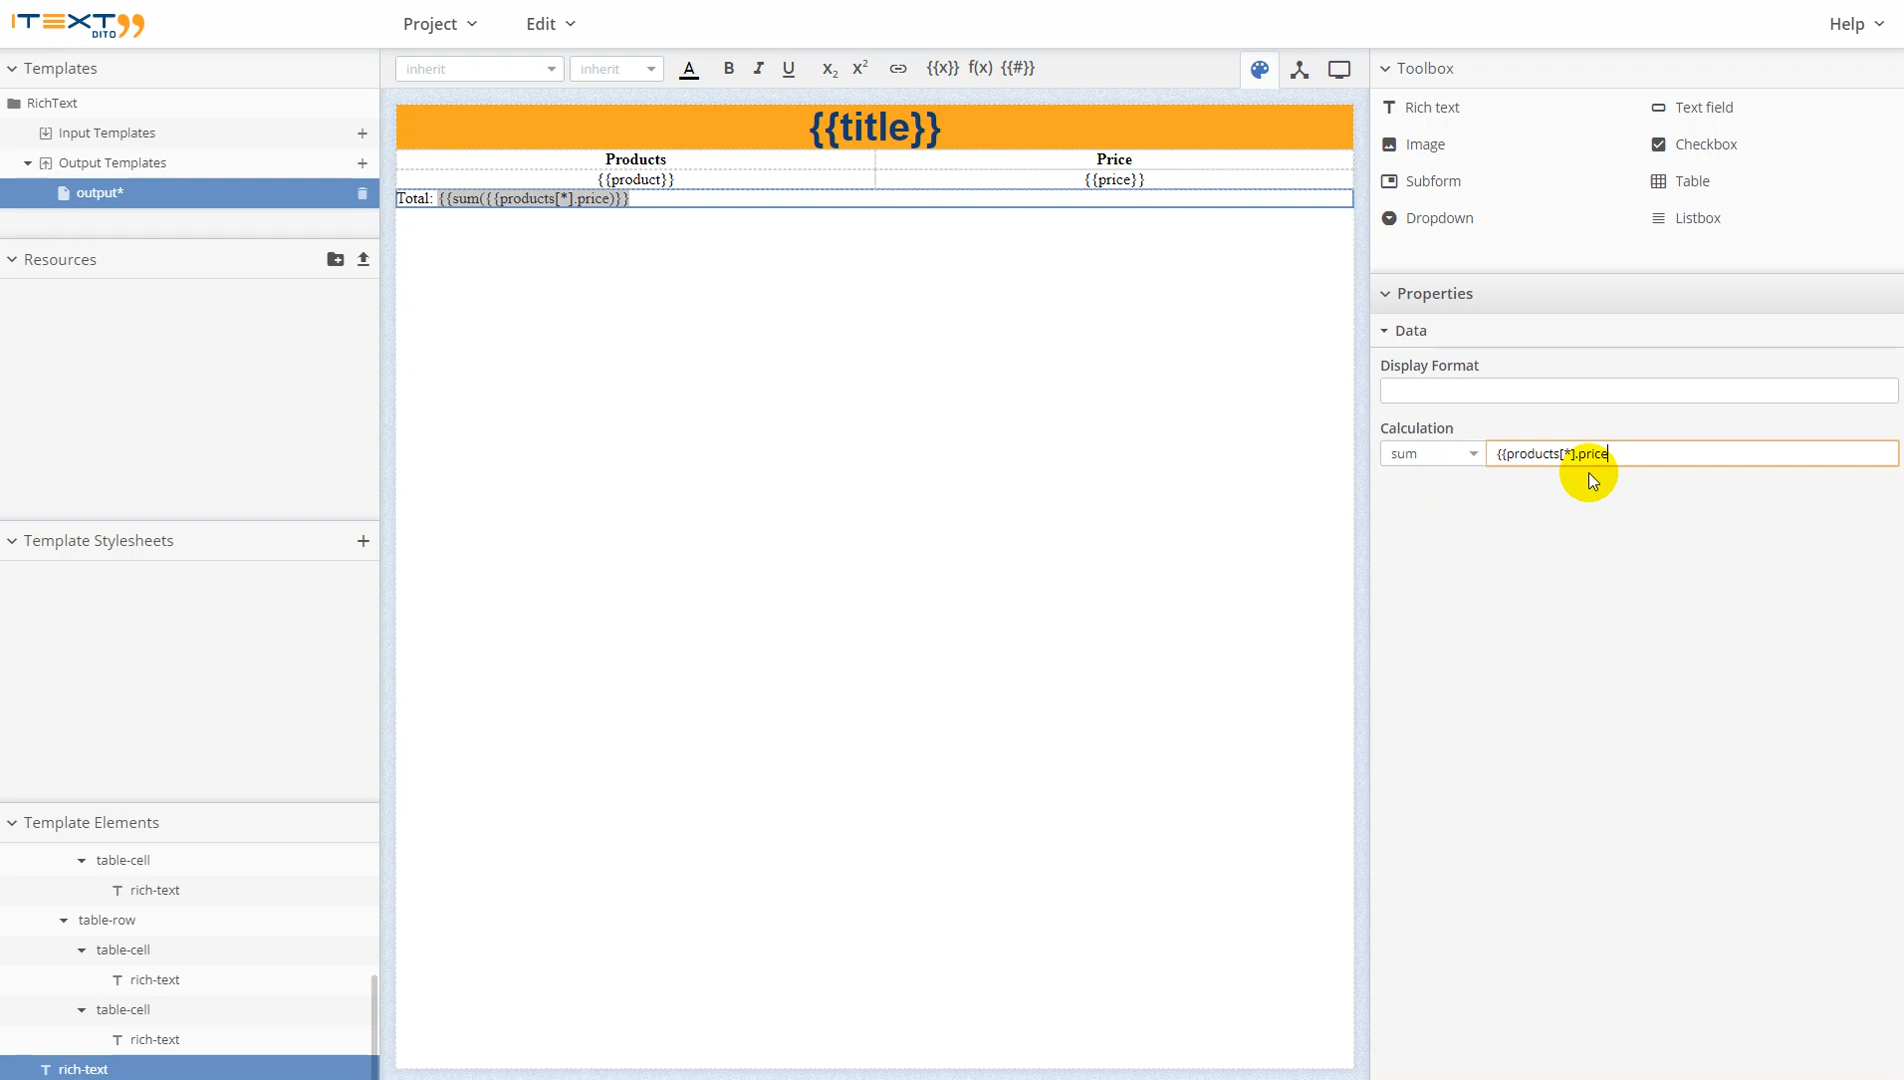 iTEXT DITO
Project
Edit
Help
Templates
RichText
Input Templates
Output Templates
output*
Resources
Template Stylesheets
Template Elements
table-cell
rich-text
table-row
table-cell
rich-text
table-cell
rich-text
rich-text
inherit
inherit
A B I U X2 X2 {{x}} f(x) {{#}}
{{title}}
Products Price
{{product}} {{price}}
Total: {{sum({{products[*].price)}}
Toolbox
Rich text Text field
Image Checkbox
Subform Table
Dropdown Listbox
Properties
Data
Display Format
Calculation
sum {{products[*].price